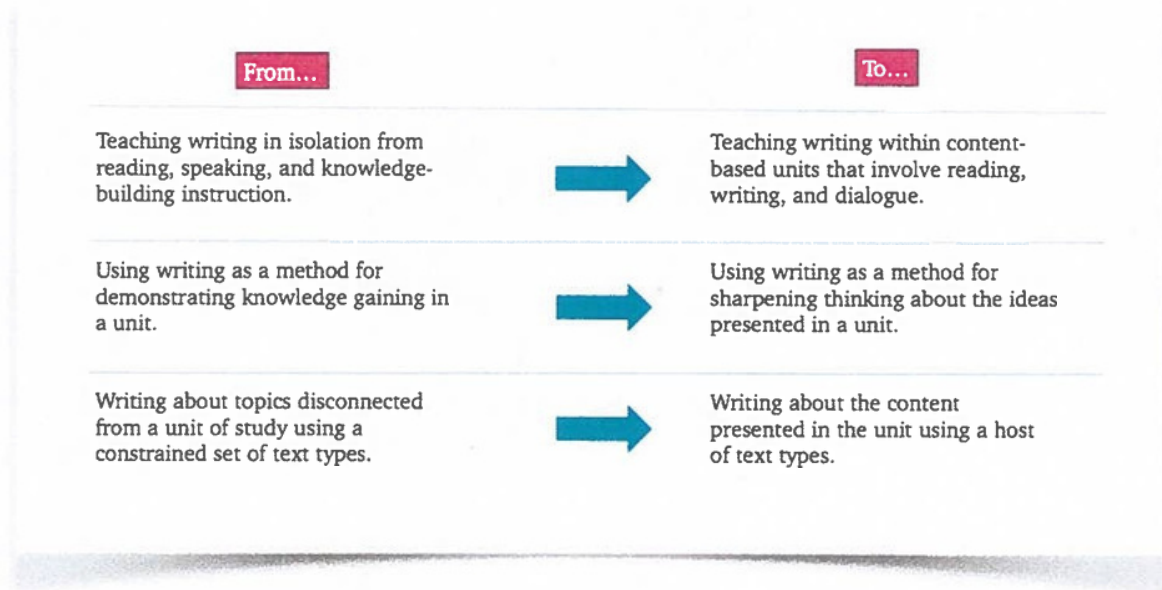 From...
To...
Teaching writing in isolation from
reading, speaking, and knowledge-
building instruction.
Teaching writing within content-
based units that involve reading,
writing, and dialogue.
Using writing as a method for
demonstrating knowledge gaining in
a unit.
Using writing as a method for
sharpening thinking about the ideas
presented in a unit.
Writing about topics disconnected
from a unit of study using a
constrained set of text types.
Writing about the content
presented in the unit using a host
of text types.